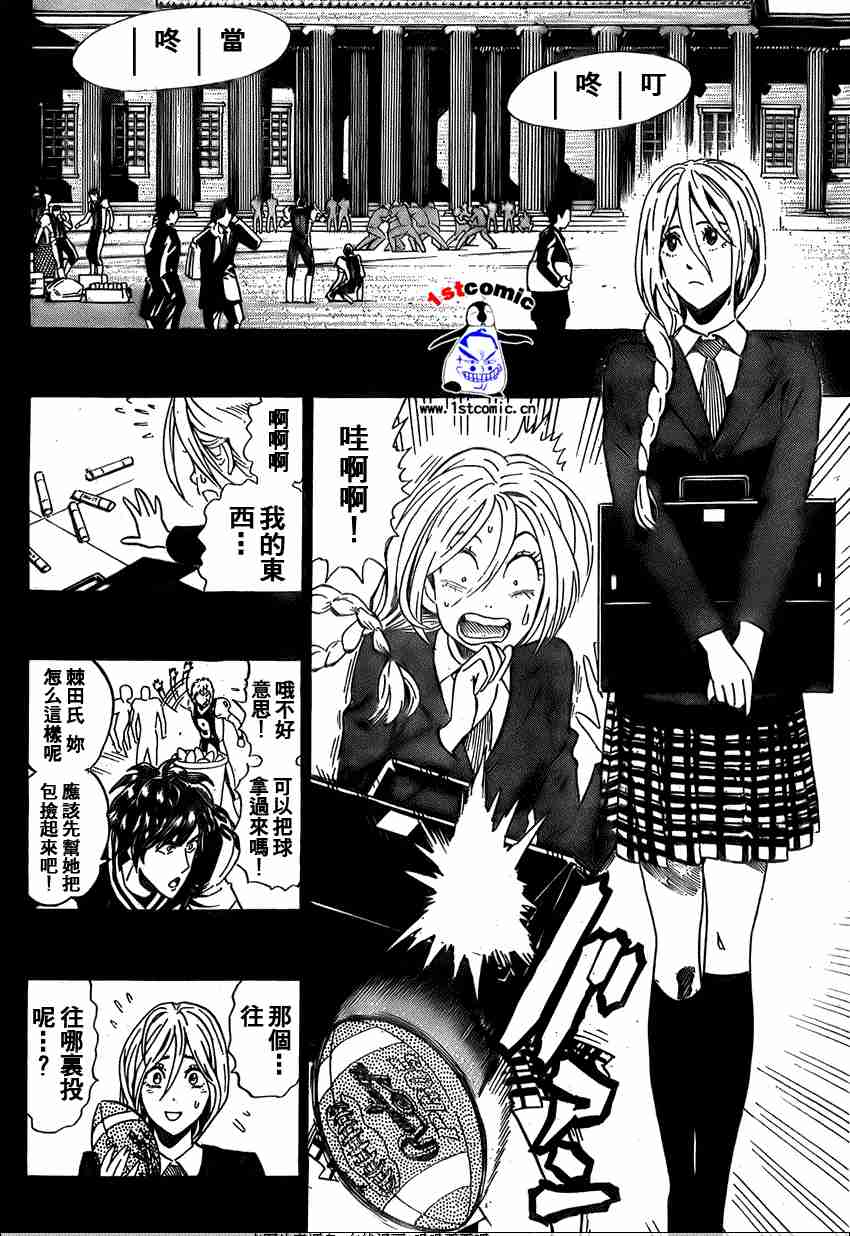 叮｜咚｜
當｜咚｜
1stcomic
www.1stcomic.cn
哇啊啊！
啊啊啊
我的東
西⋯
哦不好
意思！
可以把球
拿過來嗎！
棘田氏 妳
怎么這樣呢
應該先幫她把
包撿起來吧！
那個⋯
往
往哪裏投
呢⋯？